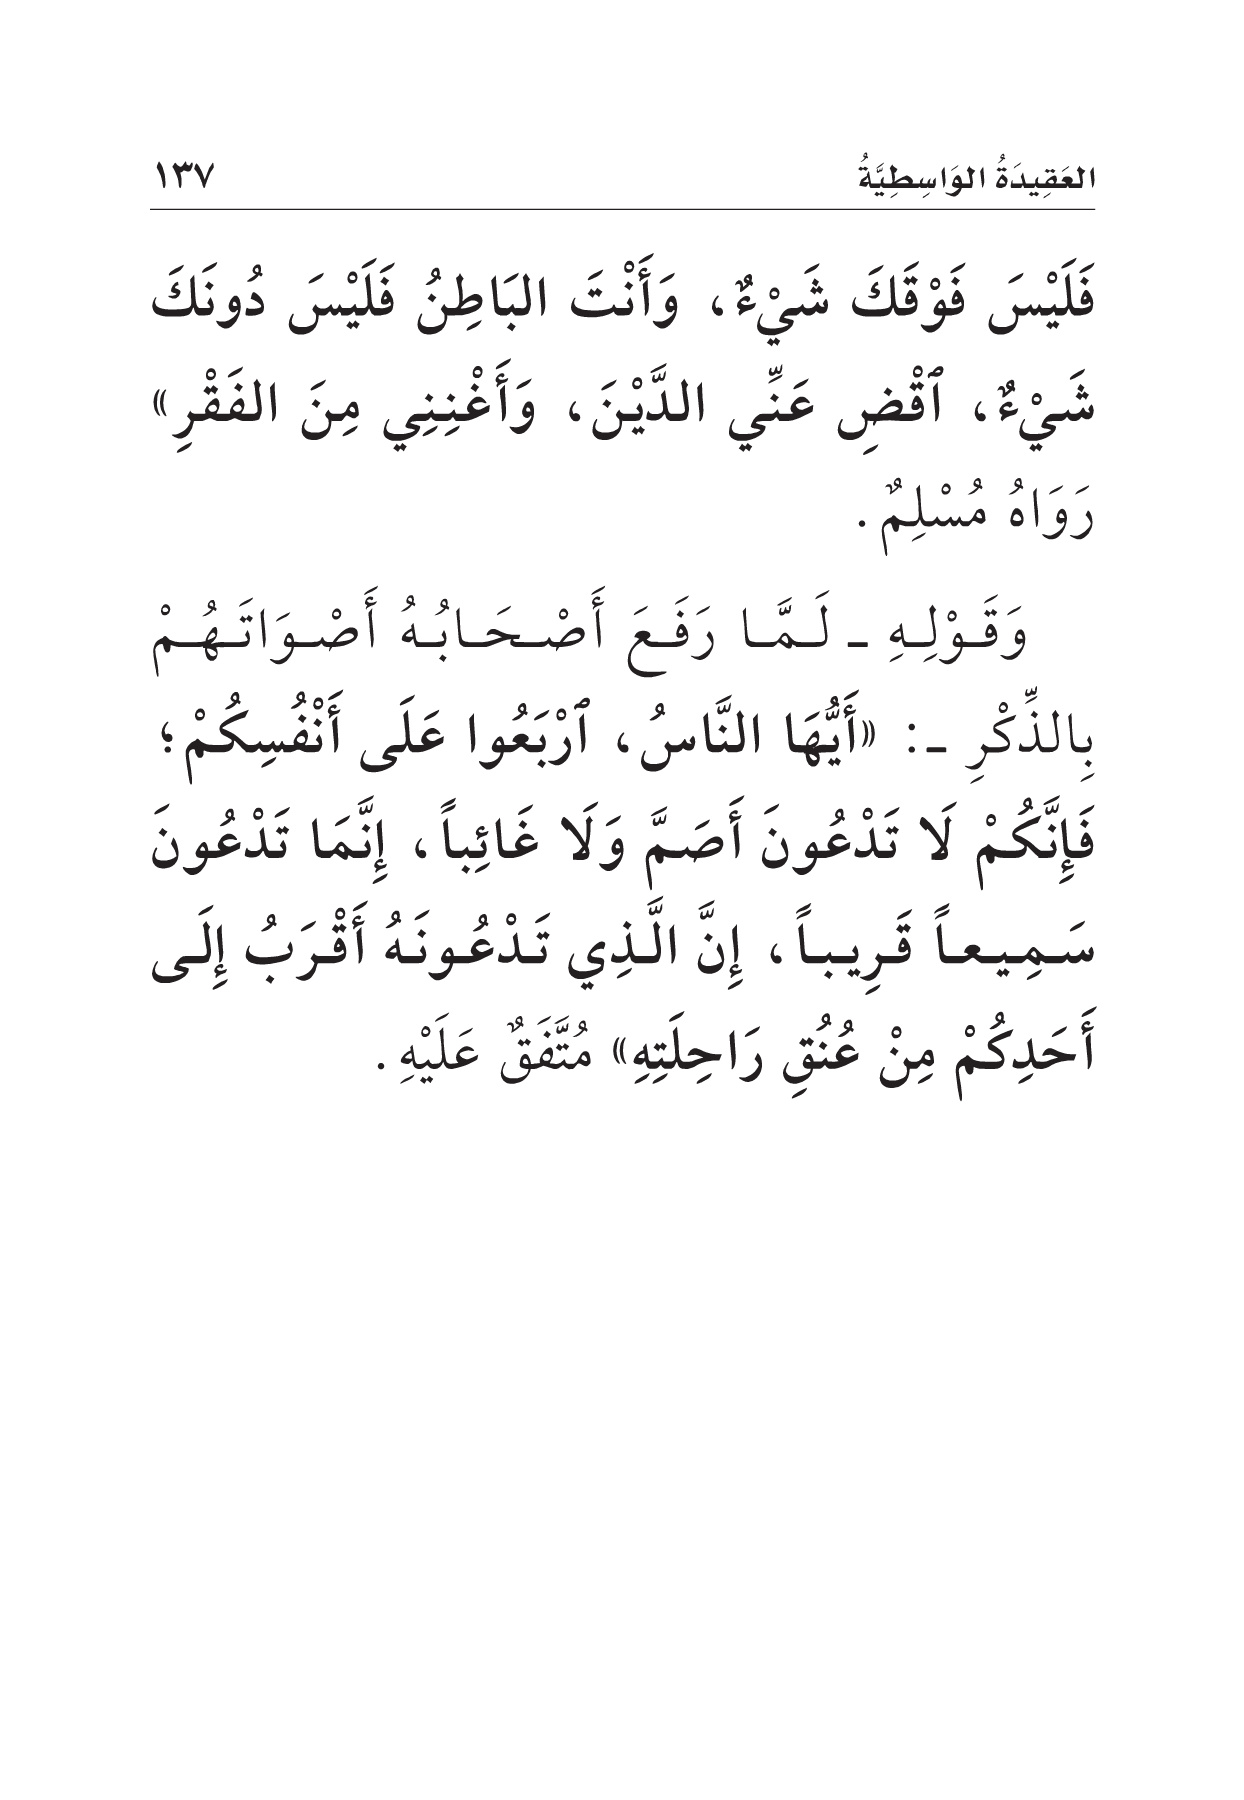 العَقِيدَةُ الوَاسِطِيَّةُ ١٣٧
فَلَيْسَ فَوْقَكَ شَيْءٌ، وَأَنْتَ البَاطِنُ فَلَيْسَ دُونَكَ
شَيْءٌ، ٱقْضِ عَنِّي الدَّيْنَ، وَأَغْنِنِي مِنَ الفَقْرِ»
رَوَاهُ مُسْلِمٌ.
وَقَوْلِهِ ـ لَمَّا رَفَعَ أَصْحَابُهُ أَصْوَاتَهُمْ
بِالذِّكْرِ ـ: «أَيُّهَا النَّاسُ، ٱرْبَعُوا عَلَى أَنْفُسِكُمْ؛
فَإِنَّكُمْ لَا تَدْعُونَ أَصَمَّ وَلَا غَائِباً، إِنَّمَا تَدْعُونَ
سَمِيعاً قَرِيباً، إِنَّ الَّذِي تَدْعُونَهُ أَقْرَبُ إِلَى
أَحَدِكُمْ مِنْ عُنُقِ رَاحِلَتِهِ» مُتَّفَقٌ عَلَيْهِ.